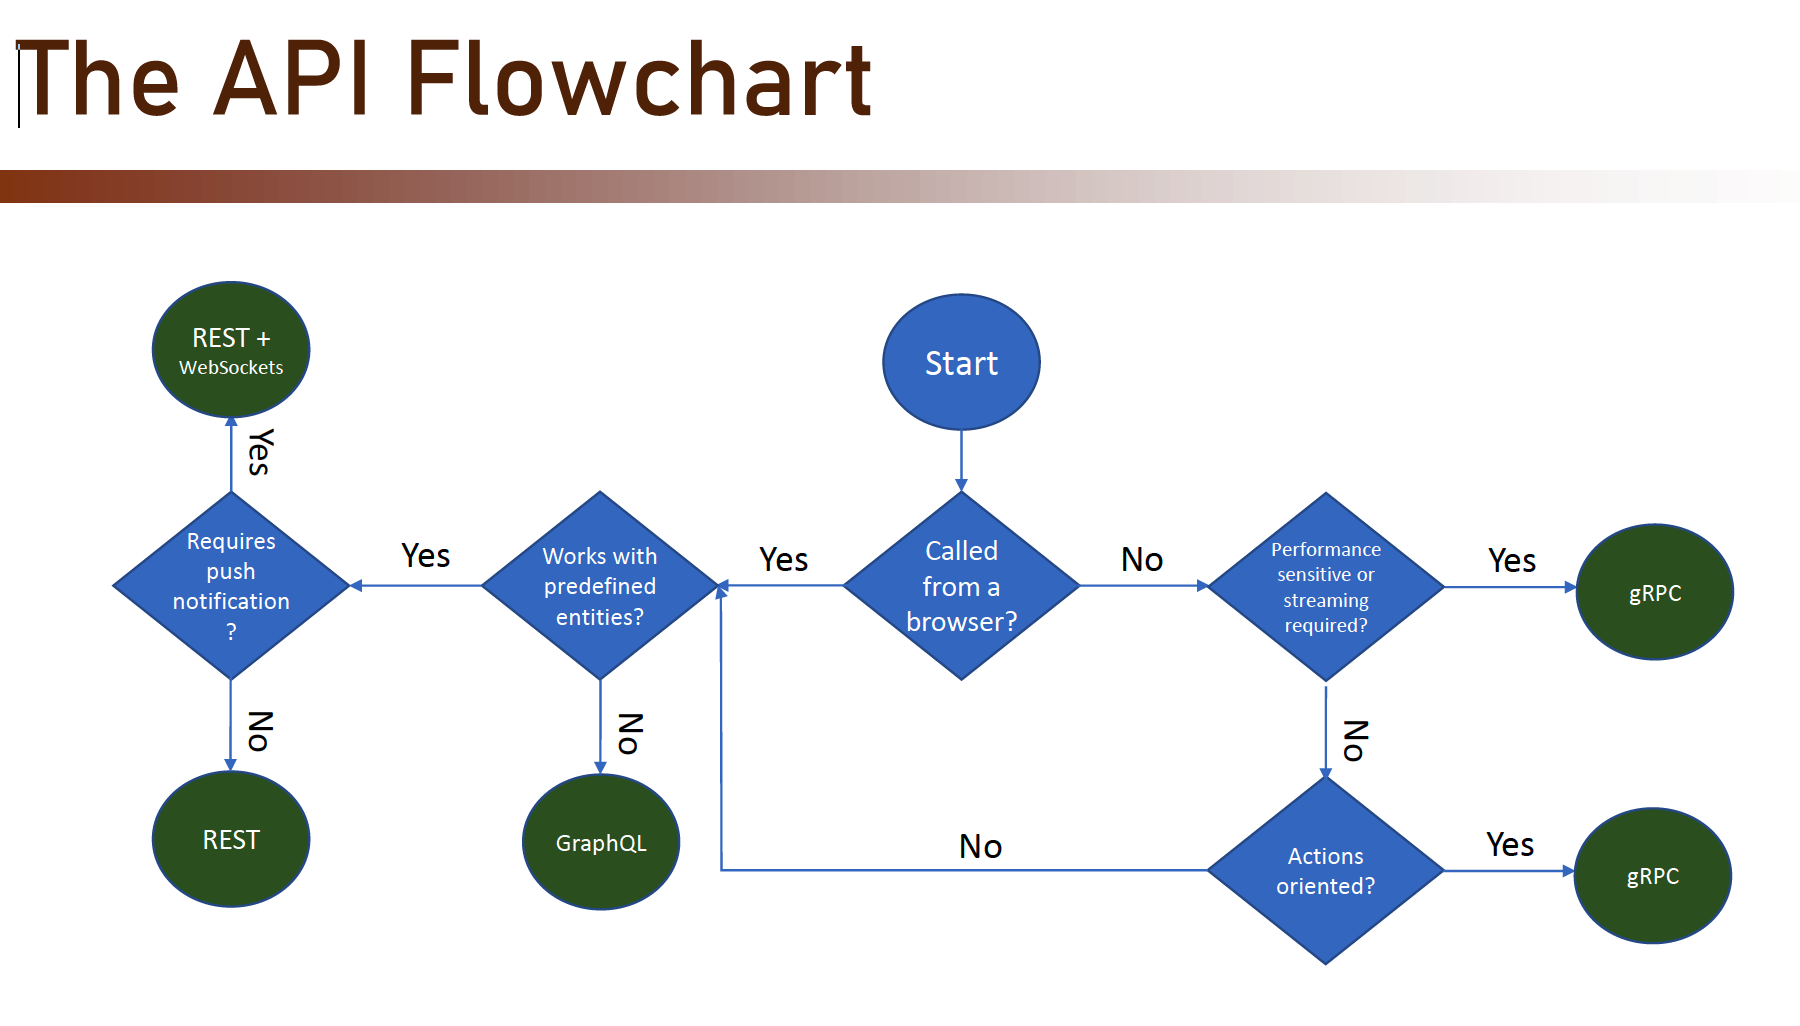 The API Flowchart
REST +
WebSockets
Start
Yes
Requires
push
notification
?
Yes
Works with
predefined
entities?
Yes
Called
from a
browser?
No
Performance
sensitive or
streaming
required?
Yes
gRPC
No
No
No
REST
GraphQL
No
Actions
oriented?
Yes
gRPC